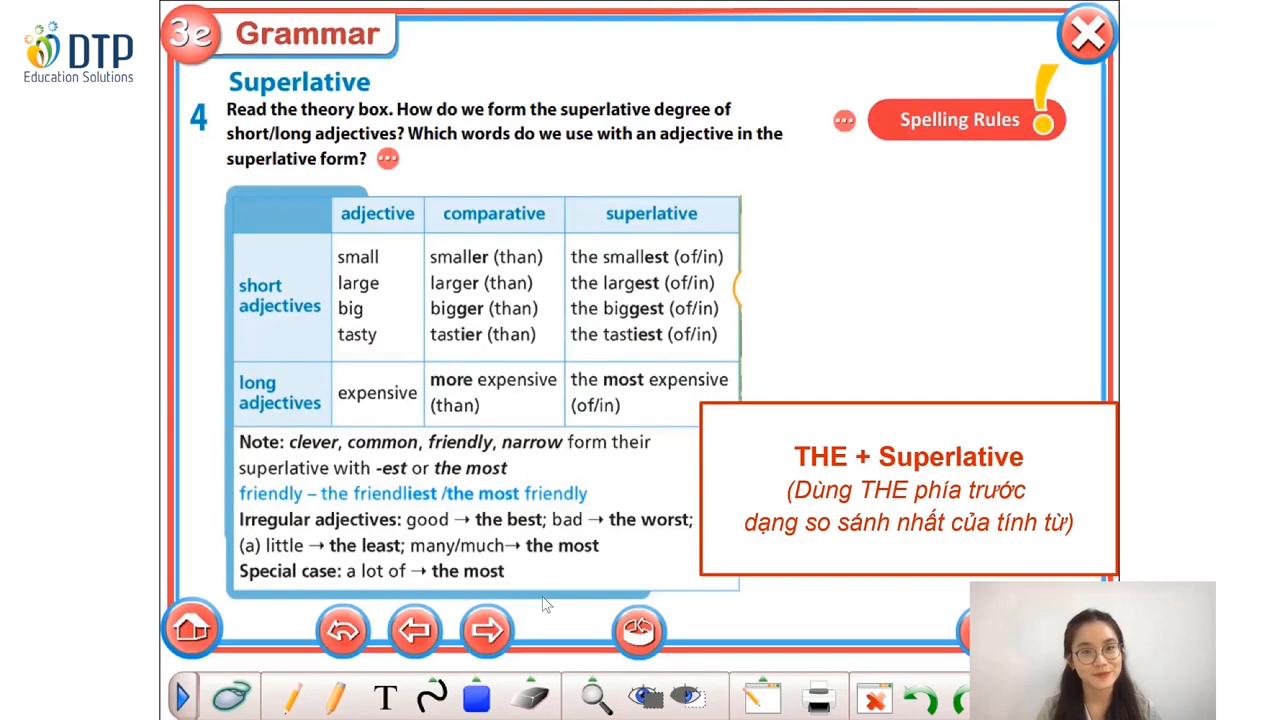 DTP
Education Solutions
3e
Grammar
Superlative
4
Read the theory box. How do we form the superlative degree of
short/long adjectives? Which words do we use with an adjective in the
superlative form?
Spelling Rules
!
adjective comparative superlative
short
adjectives
small smaller (than) the smallest (of/in)
large larger (than) the largest (of/in)
big bigger (than) the biggest (of/in)
tasty tastier (than) the tastiest (of/in)
long
adjectives
expensive
more expensive
(than)
the most expensive
(of/in)
Note: clever, common, friendly, narrow form their
superlative with -est or the most
friendly – the friendliest /the most friendly
Irregular adjectives: good → the best; bad → the worst;
(a) little → the least; many/much→ the most
Special case: a lot of → the most
THE + Superlative
(Dùng THE phía trước
dạng so sánh nhất của tính từ)
T